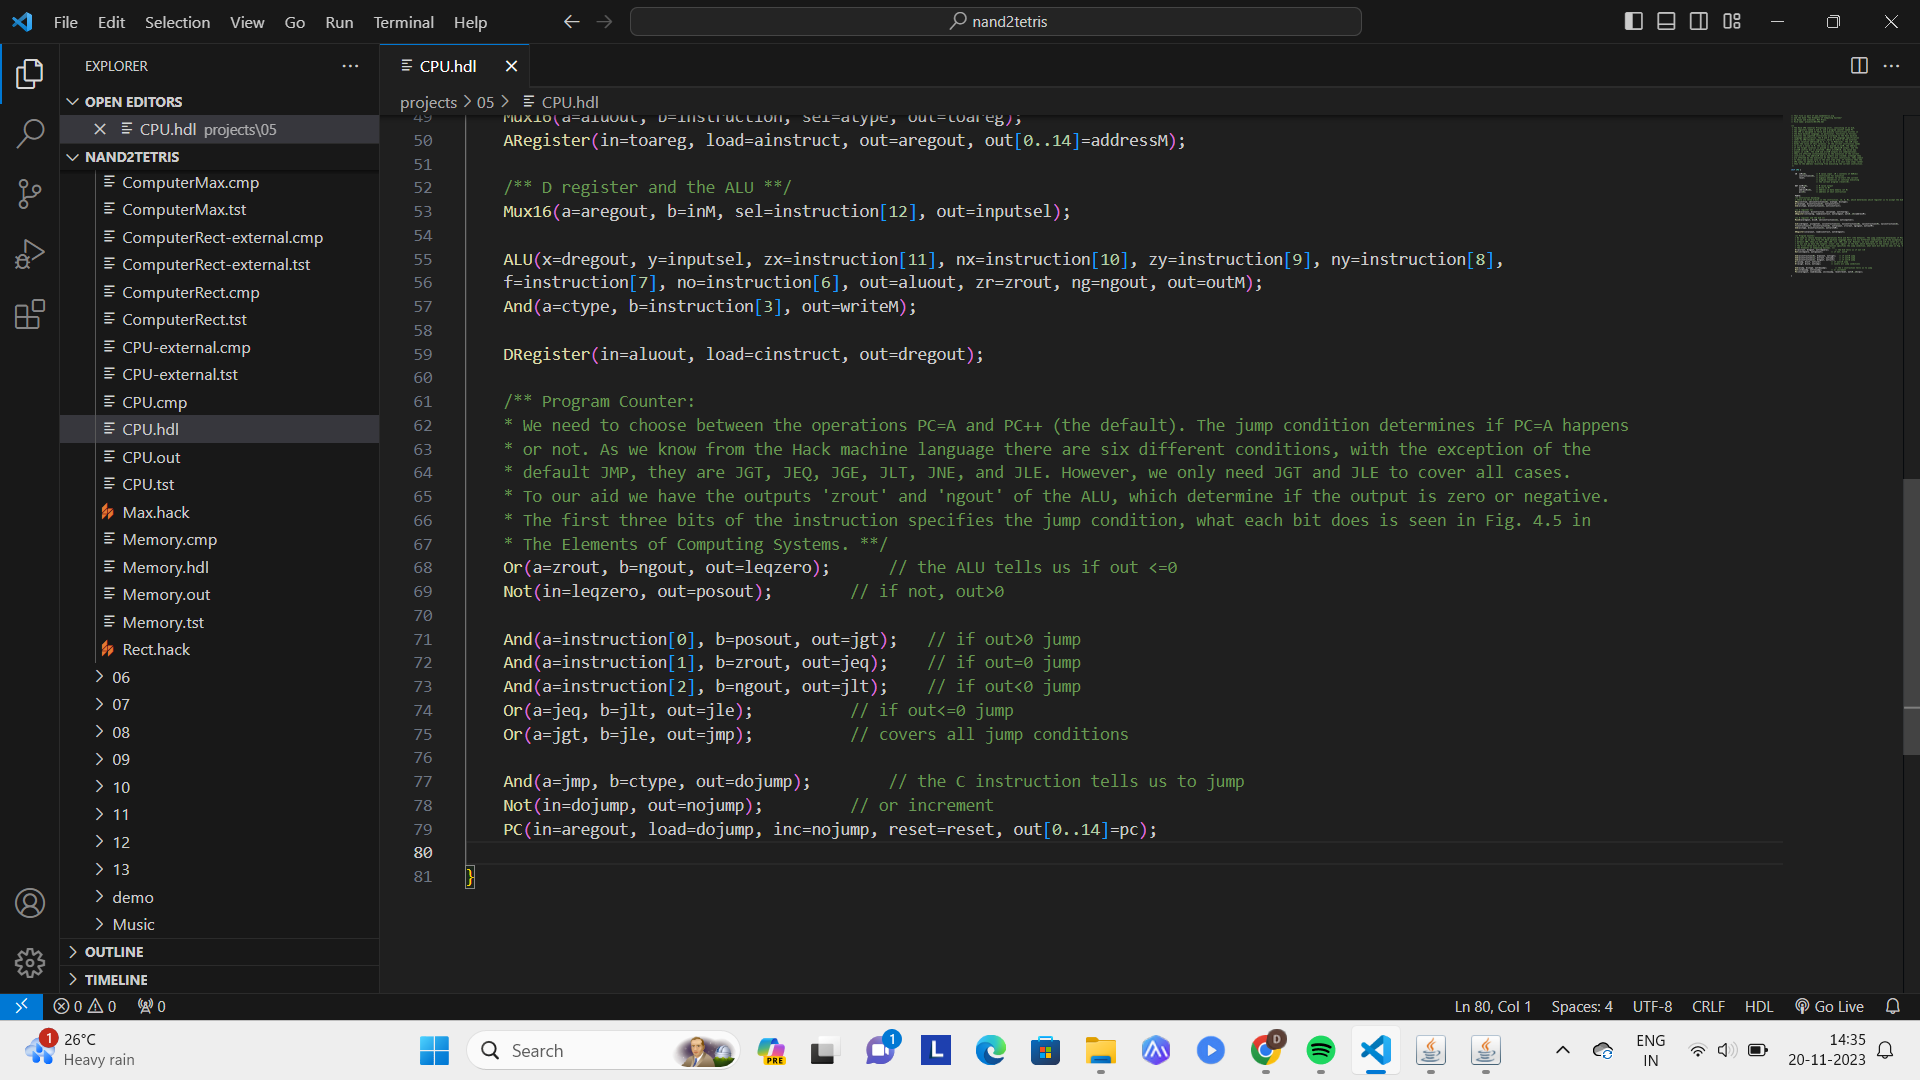 File Edit Selection View Go Run Terminal Help
nand2tetris
EXPLORER
OPEN EDITORS
CPU.hdl projects\05
NAND2TETRIS
ComputerMax.cmp
ComputerMax.tst
ComputerRect-external.cmp
ComputerRect-external.tst
ComputerRect.cmp
ComputerRect.tst
CPU-external.cmp
CPU-external.tst
CPU.cmp
CPU.hdl
CPU.out
CPU.tst
Max.hack
Memory.cmp
Memory.hdl
Memory.out
Memory.tst
Rect.hack
06
07
08
09
10
11
12
13
demo
Music
OUTLINE
TIMELINE
CPU.hdl
projects > 05 > CPU.hdl
49 Mux16(a=aluout, b=instruction, sel=atype, out=toareg);
50 ARegister(in=toareg, load=ainstruct, out=aregout, out[0..14]=addressM);
51
52 /** D register and the ALU **/
53 Mux16(a=aregout, b=inM, sel=instruction[12], out=inputsel);
54
55 ALU(x=dregout, y=inputsel, zx=instruction[11], nx=instruction[10], zy=instruction[9], ny=instruction[8],
56 f=instruction[7], no=instruction[6], out=aluout, zr=zrout, ng=ngout, out=outM);
57 And(a=ctype, b=instruction[3], out=writeM);
58
59 DRegister(in=aluout, load=cinstruct, out=dregout);
60
61 /** Program Counter:
62 * We need to choose between the operations PC=A and PC++ (the default). The jump condition determines if PC=A happens
63 * or not. As we know from the Hack machine language there are six different conditions, with the exception of the
64 * default JMP, they are JGT, JEQ, JGE, JLT, JNE, and JLE. However, we only need JGT and JLE to cover all cases.
65 * To our aid we have the outputs 'zrout' and 'ngout' of the ALU, which determine if the output is zero or negative.
66 * The first three bits of the instruction specifies the jump condition, what each bit does is seen in Fig. 4.5 in
67 * The Elements of Computing Systems. **/
68 Or(a=zrout, b=ngout, out=leqzero); // the ALU tells us if out <=0
69 Not(in=leqzero, out=posout); // if not, out>0
70
71 And(a=instruction[0], b=posout, out=jgt); // if out>0 jump
72 And(a=instruction[1], b=zrout, out=jeq); // if out=0 jump
73 And(a=instruction[2], b=ngout, out=jlt); // if out<0 jump
74 Or(a=jeq, b=jlt, out=jle); // if out<=0 jump
75 Or(a=jgt, b=jle, out=jmp); // covers all jump conditions
76
77 And(a=jmp, b=ctype, out=dojump); // the C instruction tells us to jump
78 Not(in=dojump, out=nojump); // or increment
79 PC(in=aregout, load=dojump, inc=nojump, reset=reset, out[0..14]=pc);
80
81 }
0 0 0
Ln 80, Col 1 Spaces: 4 UTF-8 CRLF HDL Go Live
1
26°C
Heavy rain
Search
PRE
1
L
D
ENG
IN
14:35
20-11-2023